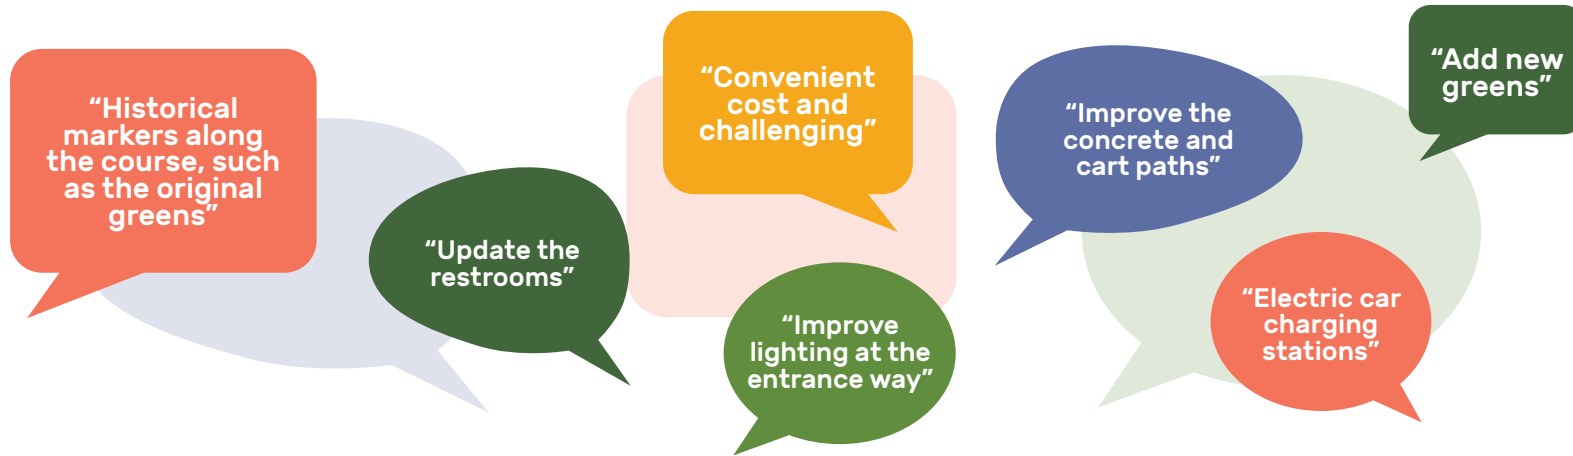 “Historical
markers along
the course, such
as the original
greens”
“Update the
restrooms”
“Convenient
cost and
challenging”
“Improve
lighting at the
entrance way”
“Improve the
concrete and
cart paths”
“Electric car
charging
stations”
“Add new
greens”